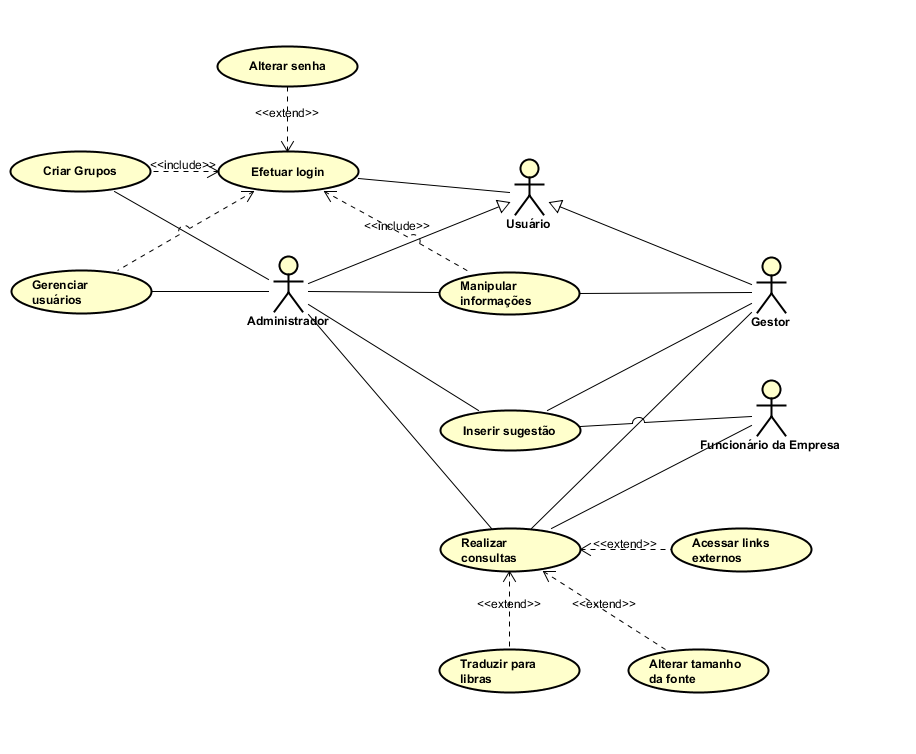 Alterar senha
<<extend>>
Criar Grupos
<<include>>
Efetuar login
Usuário
<<include>>
Gerenciar
usuários
Administrador
Manipular
informações
Gestor
Inserir sugestão
Funcionário da Empresa
Realizar
consultas
<<extend>>
Acessar links
externos
<<extend>>
<<extend>>
Traduzir para
libras
Alterar tamanho
da fonte